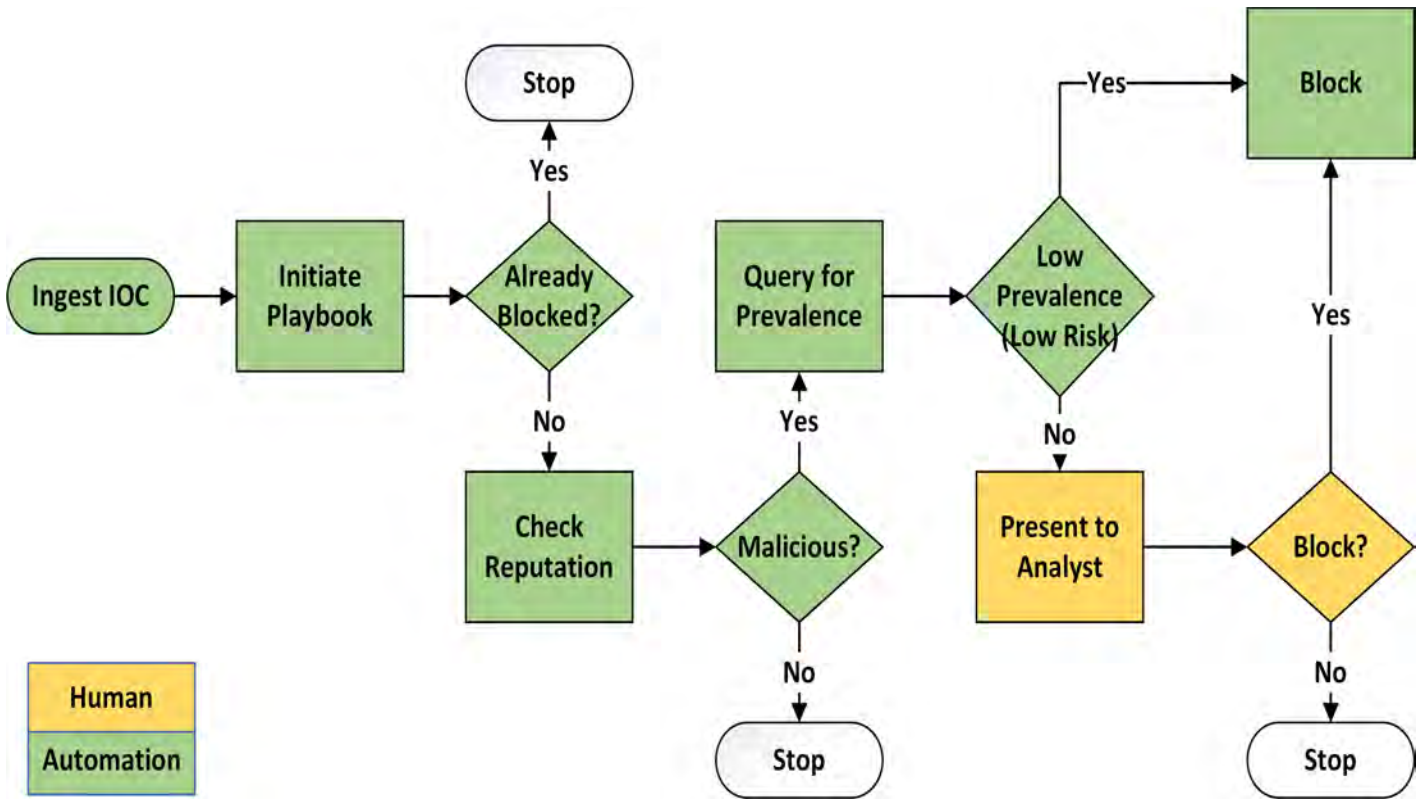 Stop
Yes
Block
Yes
Ingest IOC
Initiate
Playbook
Already
Blocked?
Query for
Prevalence
Low
Prevalence
(Low Risk)
Yes
No
Yes
No
Check
Reputation
Malicious?
Present to
Analyst
Block?
No
No
Human
Automation
Stop
Stop